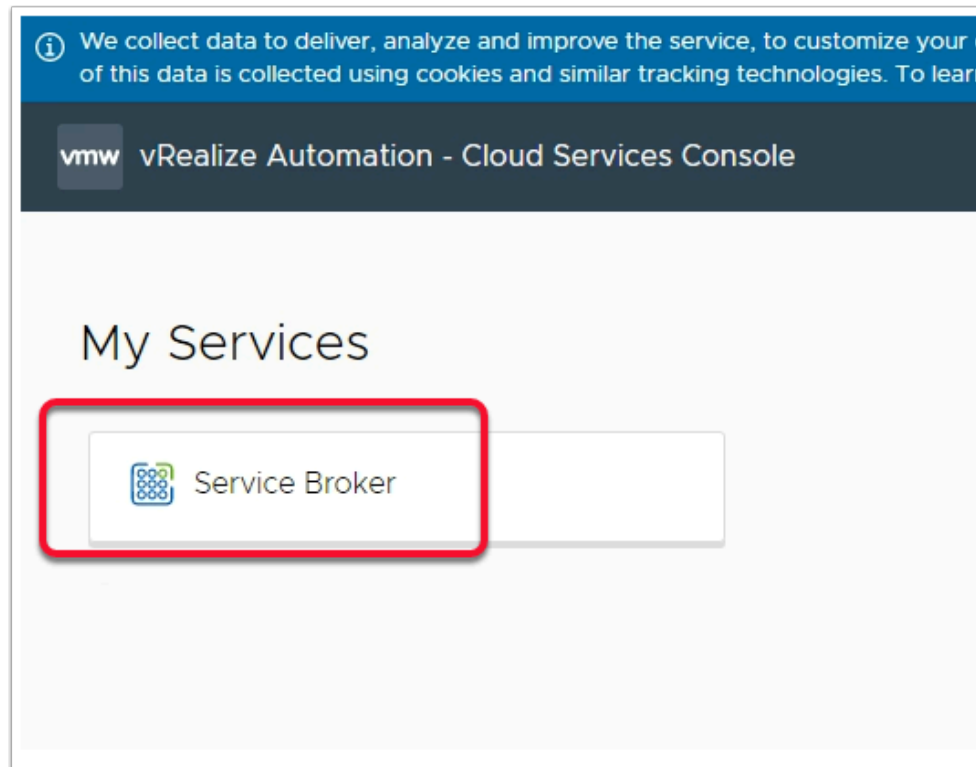 We collect data to deliver, analyze and improve the service, to customize your
of this data is collected using cookies and similar tracking technologies. To learn
vmw vRealize Automation - Cloud Services Console
My Services
Service Broker